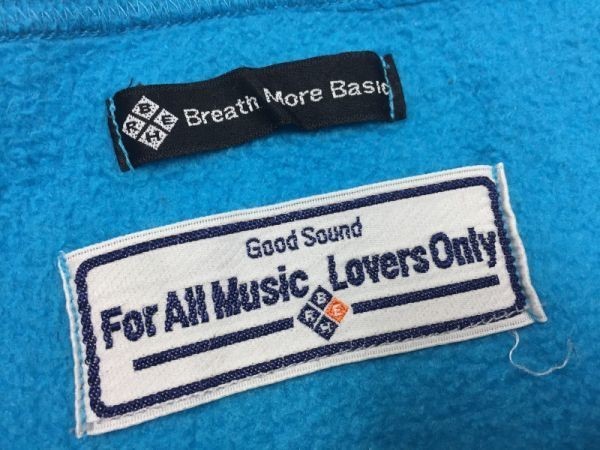 Breath More Basic
Good Sound
For All Music Lovers Only